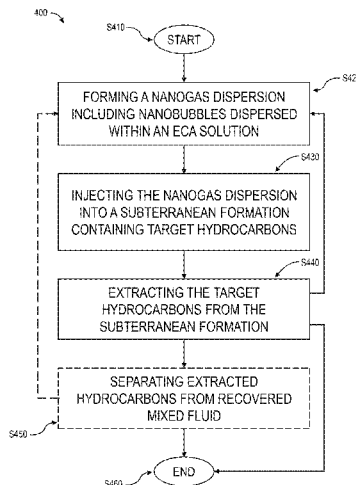 400
S410
START
S42
FORMING A NANOGAS DISPERSION
INCLUDING NANOBUBBLES DISPERSED
WITHIN AN ECA SOLUTION
S430
INJECTING THE NANOGAS DISPERSION
INTO A SUBTERRANEAN FORMATION
CONTAINING TARGET HYDROCARBONS
S440
EXTRACTING THE TARGET
HYDROCARBONS FROM THE
SUBTERRANEAN FORMATION
SEPARATING EXTRACTED
HYDROCARBONS FROM RECOVERED
MIXED FLUID
S450
END
S460